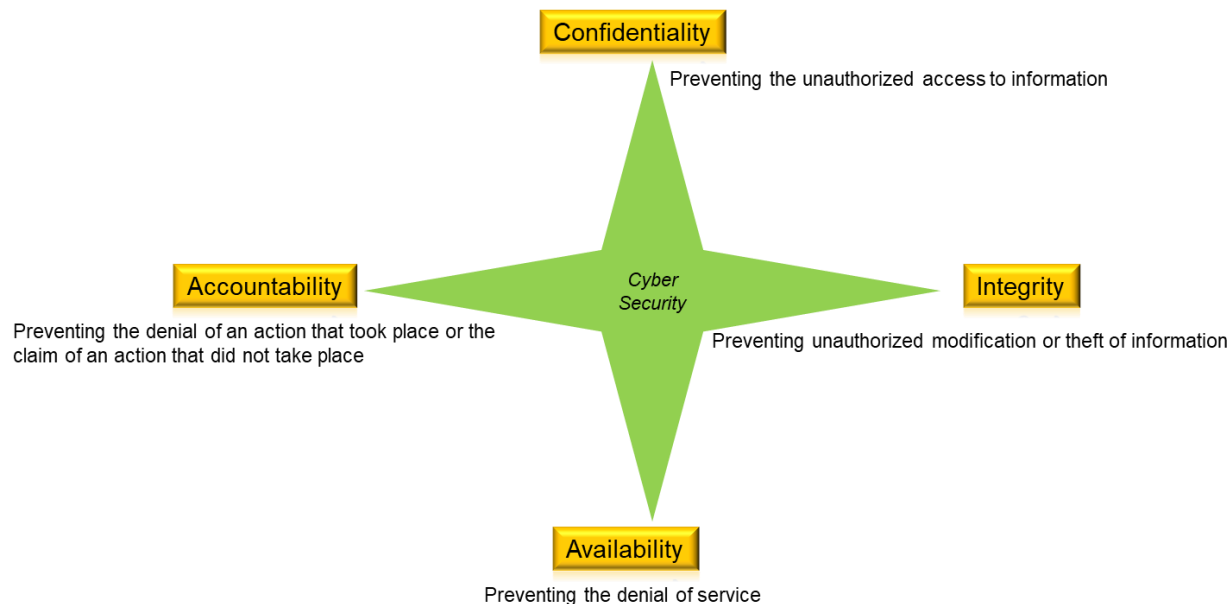 Confidentiality
Preventing the unauthorized access to information
Accountability
Preventing the denial of an action that took place or the
claim of an action that did not take place
Cyber
Security
Integrity
Preventing unauthorized modification or theft of information
Availability
Preventing the denial of service